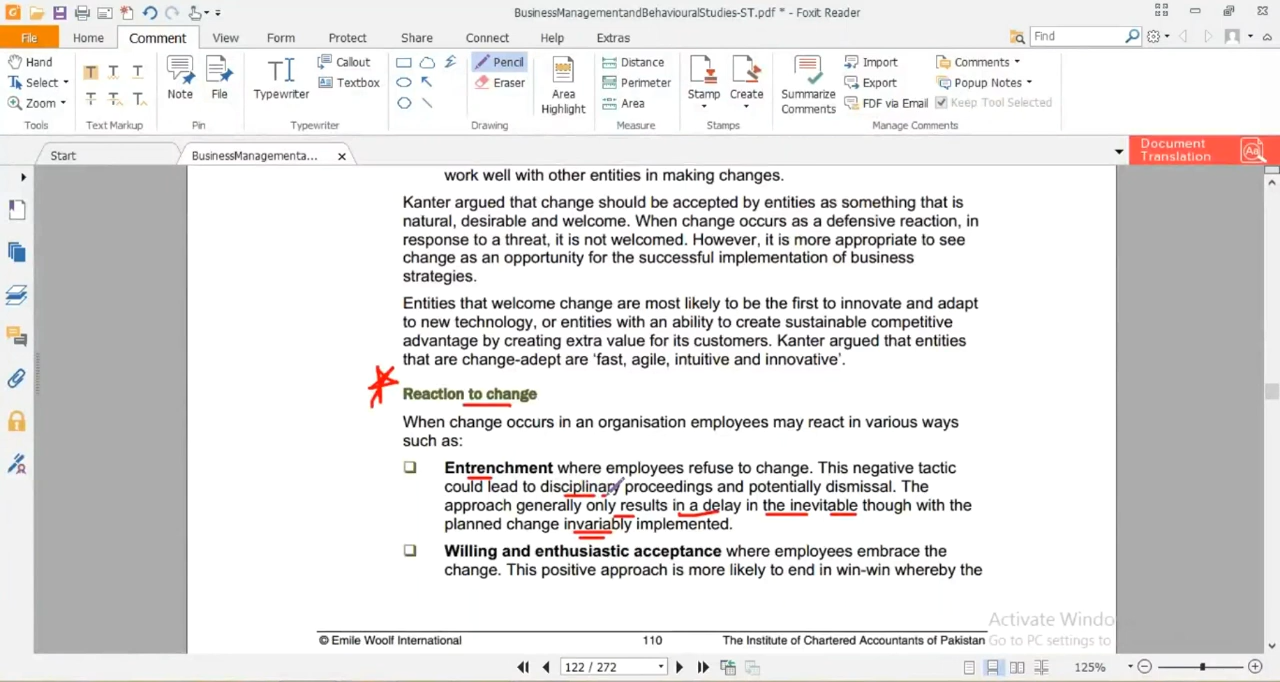 BusinessManagementandBehaviouralStudies-ST.pdf * - Foxit Reader
File Home Comment View Form Protect Share Connect Help Extras Find
Hand Pencil Callout Distance Import Comments
Select Eraser Textbox Perimeter Export Popup Notes
Zoom Note File Typewriter Area Highlight Area Stamp Create Summarize Comments FDF via Email Keep Tool Selected
Tools Text Markup Pin Typewriter Drawing Measure Stamps Manage Comments
Start BusinessManagementa... Document Translation
work well with other entities in making changes.
Kanter argued that change should be accepted by entities as something that is
natural, desirable and welcome. When change occurs as a defensive reaction, in
response to a threat, it is not welcomed. However, it is more appropriate to see
change as an opportunity for the successful implementation of business
strategies.
Entities that welcome change are most likely to be the first to innovate and adapt
to new technology, or entities with an ability to create sustainable competitive
advantage by creating extra value for its customers. Kanter argued that entities
that are change-adept are ‘fast, agile, intuitive and innovative’.
Reaction to change
When change occurs in an organisation employees may react in various ways
such as:
Entrenchment where employees refuse to change. This negative tactic
could lead to disciplinary proceedings and potentially dismissal. The
approach generally only results in a delay in the inevitable though with the
planned change invariably implemented.
Willing and enthusiastic acceptance where employees embrace the
change. This positive approach is more likely to end in win-win whereby the
© Emile Woolf International 110 The Institute of Chartered Accountants of Pakistan
Activate Windo
Go to PC settings to
122 / 272 125%